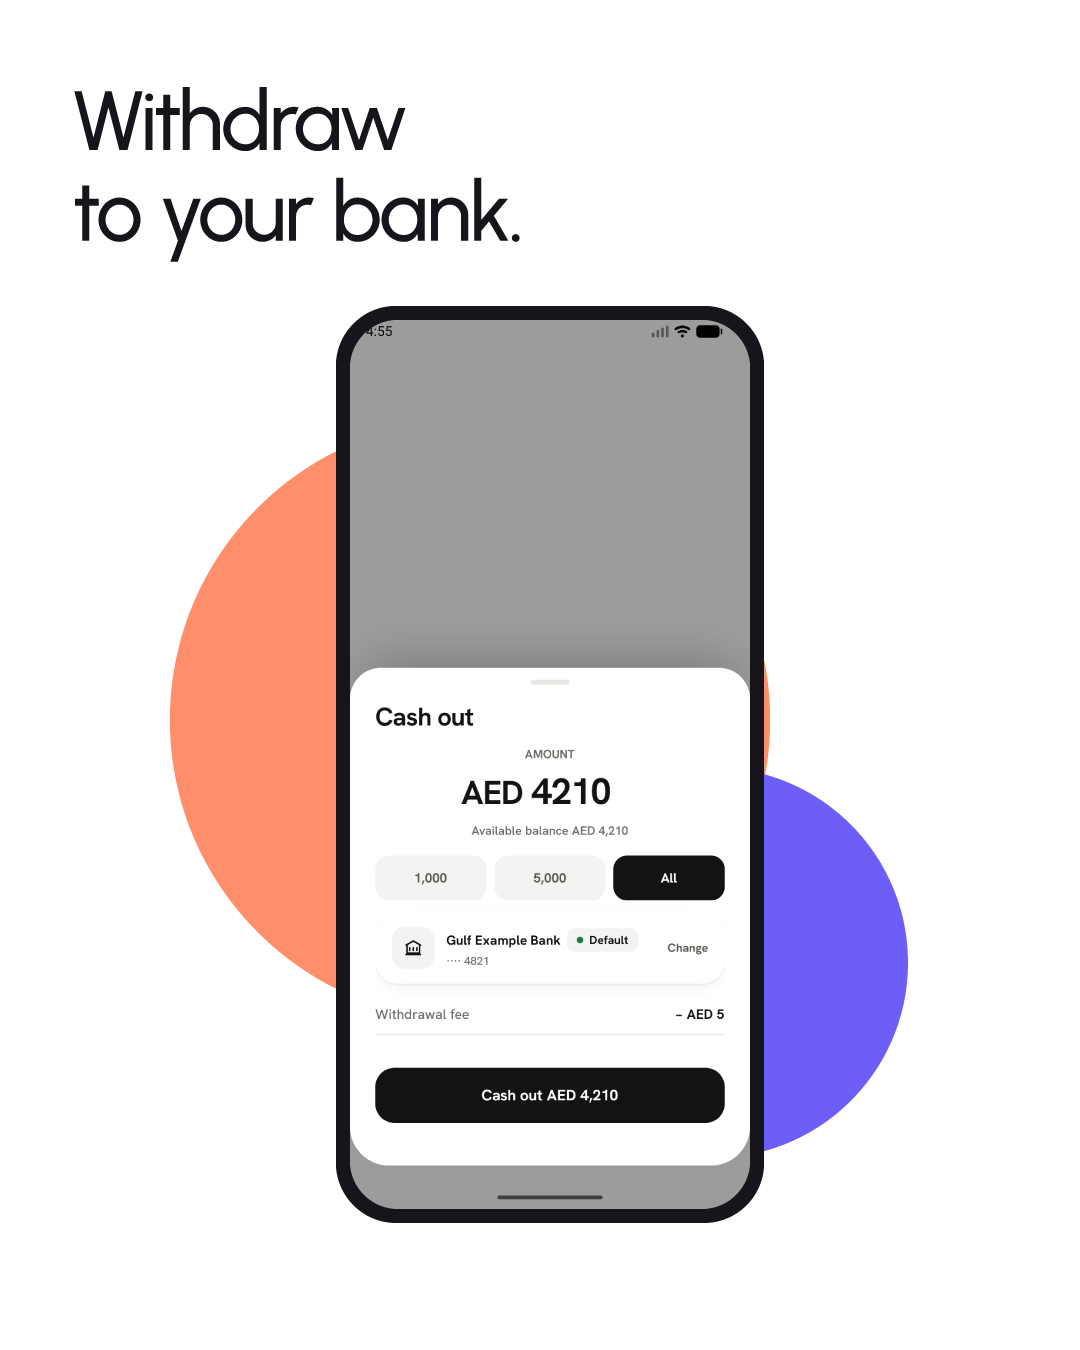 Withdraw
to your bank.
4:55
Cash out
AMOUNT
AED 4210
Available balance AED 4,210
1,000
5,000
All
Gulf Example Bank
Default
···· 4821
Change
Withdrawal fee
– AED 5
Cash out AED 4,210